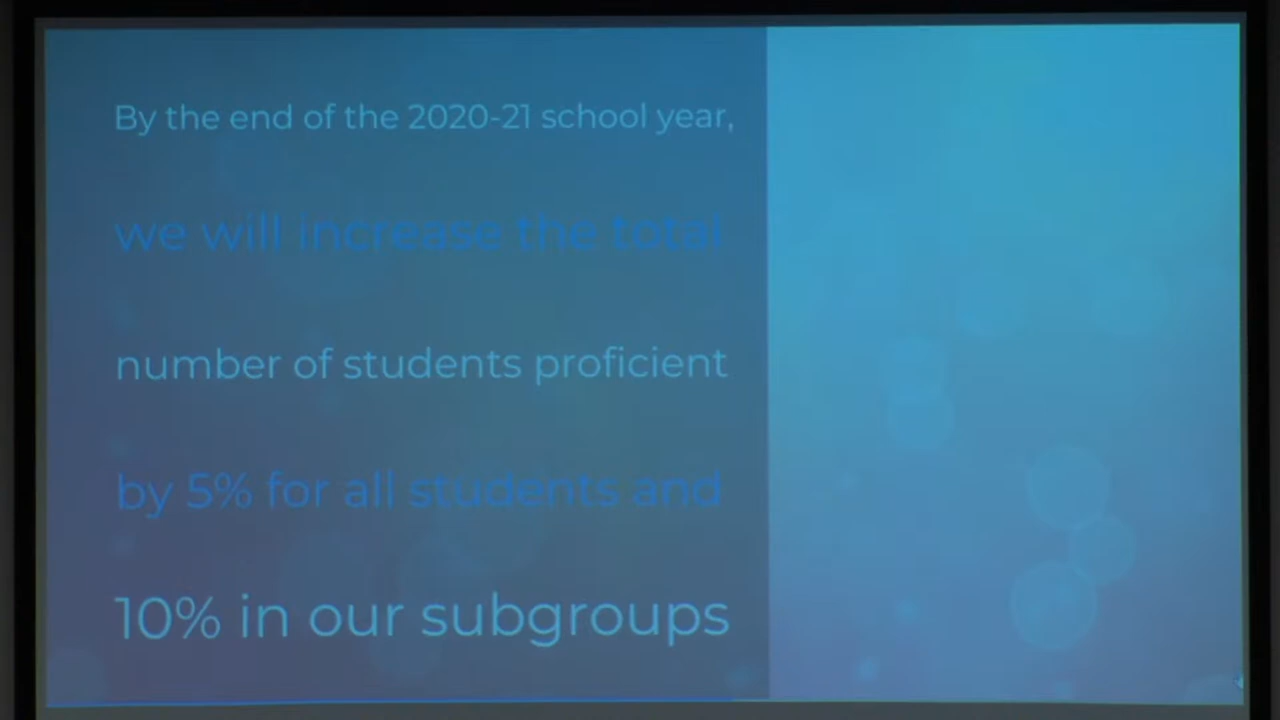 By the end of the 2020-21 school year,
we will increase the total
number of students proficient
by 5% for all students and
10% in our subgroups